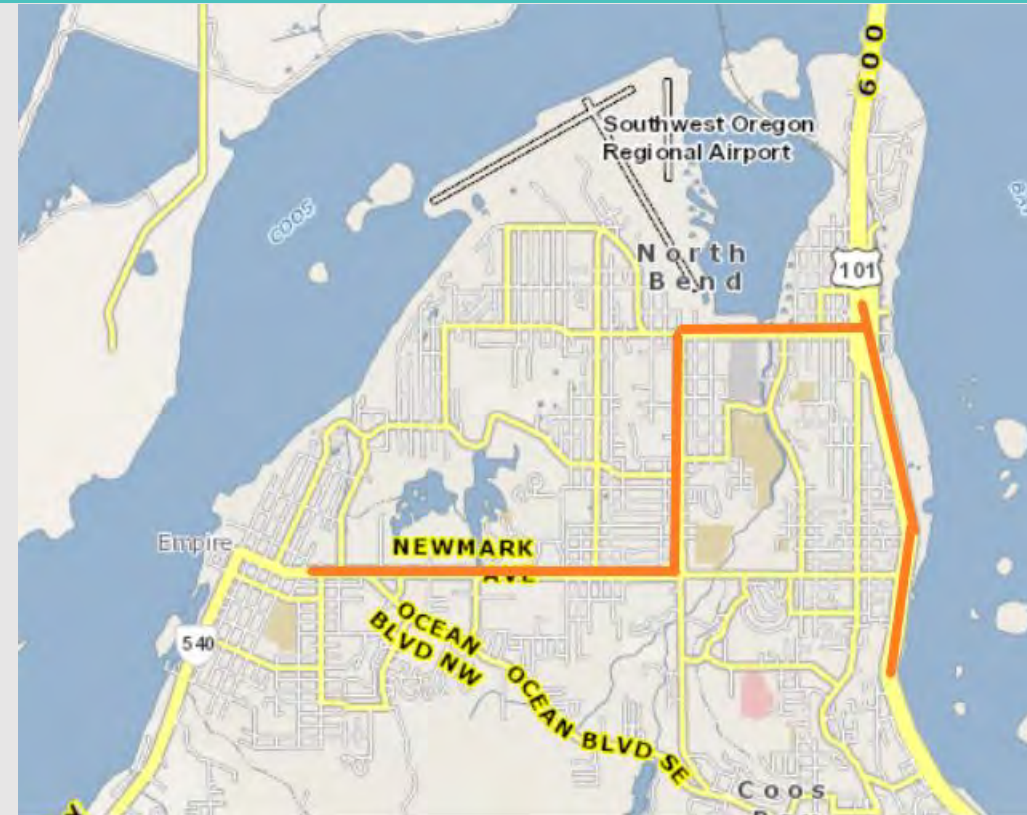 600
Southwest Oregon
Regional Airport
COOS
North
Bend
101
Empire
NEWMARK
AVE
OCEAN
BLVD NW
OCEAN BLVD SE
540
Coos